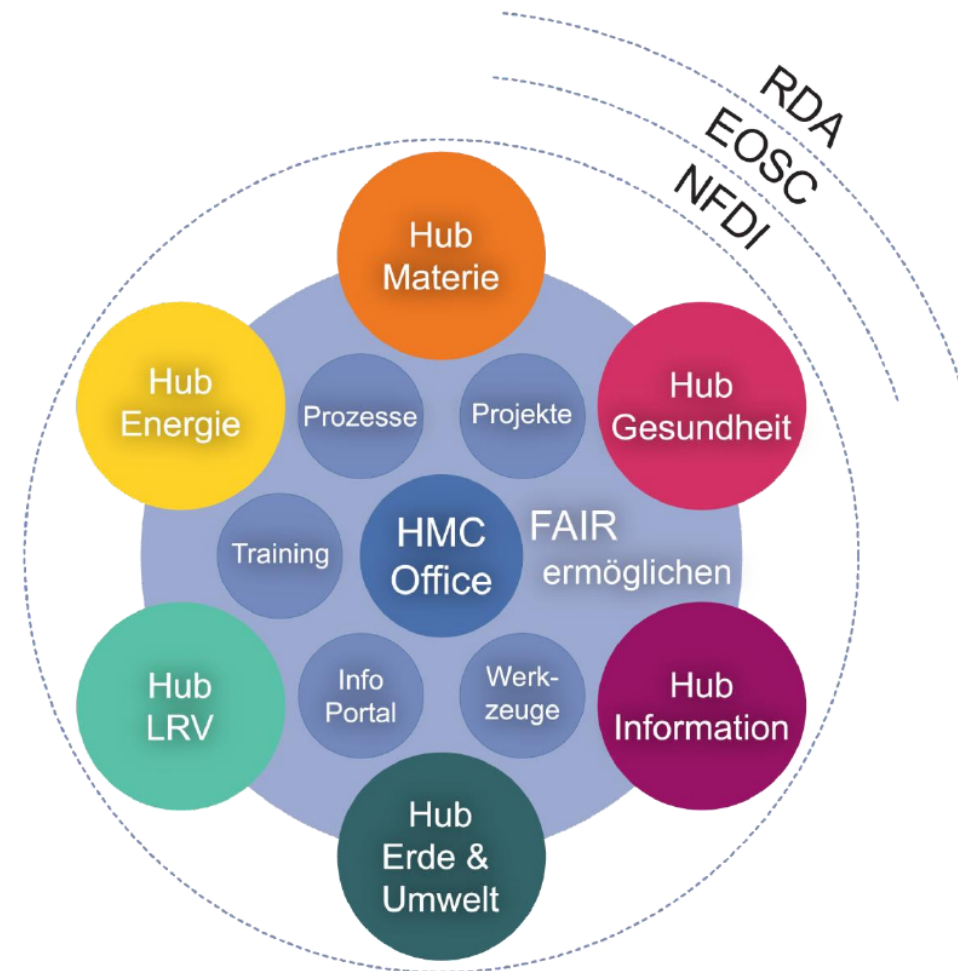 RDA
EOSC
NFDI
Hub
Materie
Hub
Energie
Hub
Gesundheit
Prozesse
Projekte
Training
HMC
Office
FAIR
ermöglichen
Hub
LRV
Info
Portal
Werk-
zeuge
Hub
Information
Hub
Erde &
Umwelt